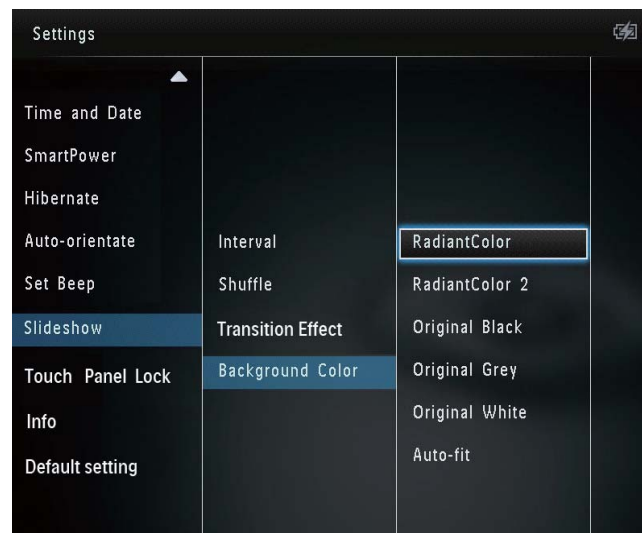 Settings
Time and Date
SmartPower
Hibernate
Auto-orientate
Set Beep
Slideshow
Touch Panel Lock
Info
Default setting
Interval
Shuffle
Transition Effect
Background Color
RadiantColor
RadiantColor 2
Original Black
Original Grey
Original White
Auto-fit